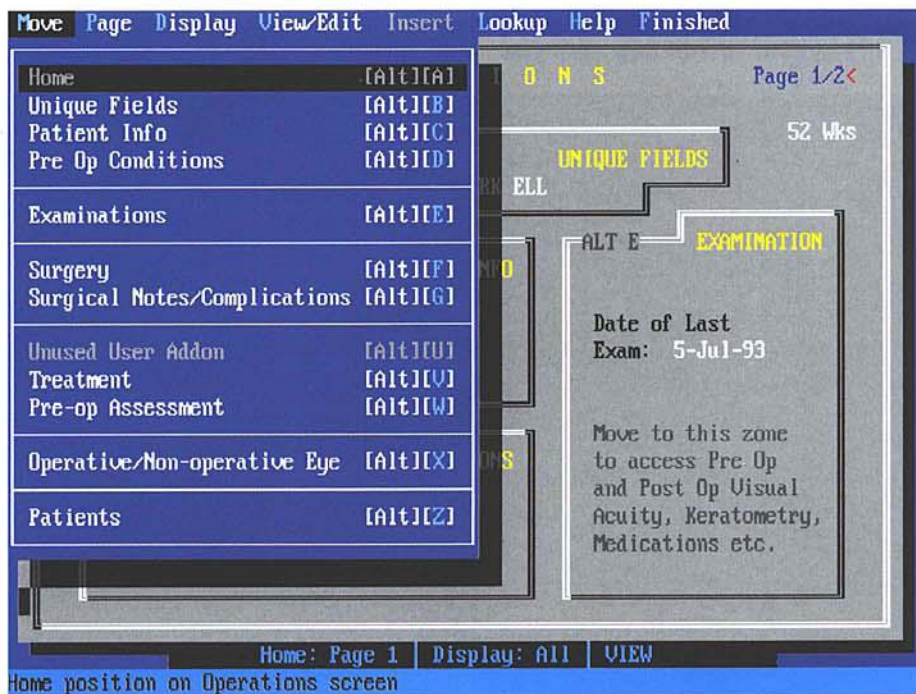 Move Page Display View/Edit Insert Lookup Help Finished
Home [Alt][A]
Unique Fields [Alt][B]
Patient Info [Alt][C]
Pre Op Conditions [Alt][D]
Examinations [Alt][E]
Surgery [Alt][F]
Surgical Notes/Complications [Alt][G]
Unused User Addon [Alt][U]
Treatment [Alt][V]
Pre-op Assessment [Alt][W]
Operative/Non-operative Eye [Alt][X]
Patients [Alt][Z]
I O N S Page 1/2<
52 Wks
UNIQUE FIELDS
ELL
ALT E EXAMINATION
Date of Last
Exam: 5-Jul-93
Move to this zone
to access Pre Op
and Post Op Visual
Acuity, Keratometry,
Medications etc.
Home: Page 1 Display: All VIEW
Home position on Operations screen